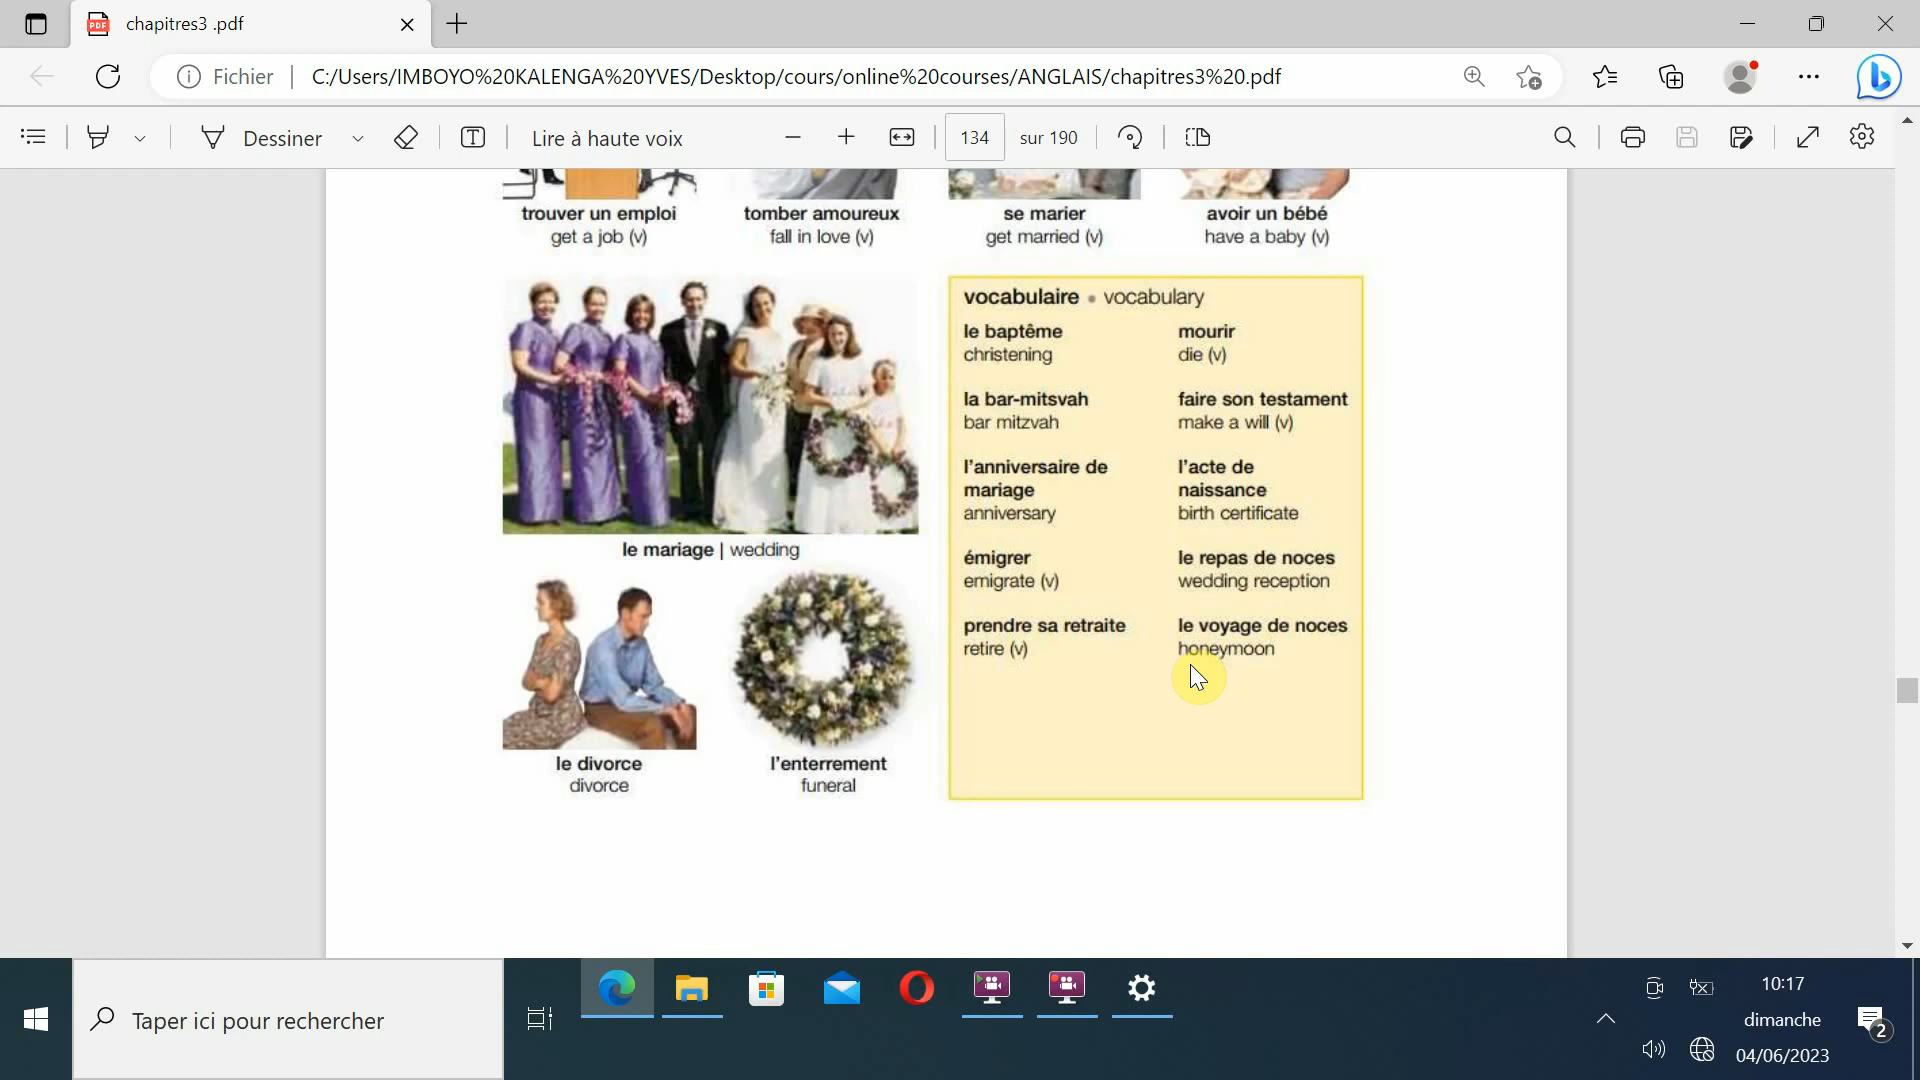 chapitres3 .pdf
Fichier
C:/Users/IMBOYO%20KALENGA%20YVES/Desktop/cours/online%20courses/ANGLAIS/chapitres3%20.pdf
Dessiner
Lire à haute voix
134 sur 190
trouver un emploi
get a job (v)
tomber amoureux
fall in love (v)
se marier
get married (v)
avoir un bébé
have a baby (v)
le mariage | wedding
le divorce
divorce
l'enterrement
funeral
vocabulaire • vocabulary
le baptême
christening
la bar-mitsvah
bar mitzvah
l'anniversaire de
mariage
anniversary
émigrer
emigrate (v)
prendre sa retraite
retire (v)
mourir
die (v)
faire son testament
make a will (v)
l'acte de
naissance
birth certificate
le repas de noces
wedding reception
le voyage de noces
honeymoon
Taper ici pour rechercher
10:17
dimanche
04/06/2023
2